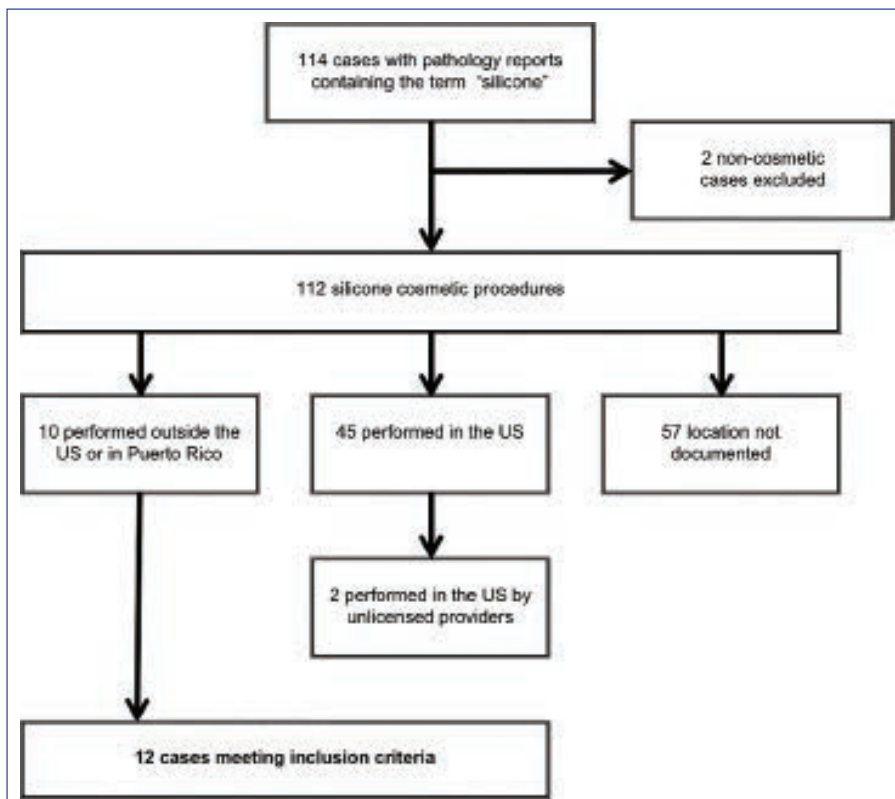 114 cases with pathology reports
containing the term "silicone"
2 non-cosmetic
cases excluded
112 silicone cosmetic procedures
10 performed outside the
US or in Puerto Rico
45 performed in the US
57 location not
documented
2 performed in the US by
unlicensed providers
12 cases meeting inclusion criteria